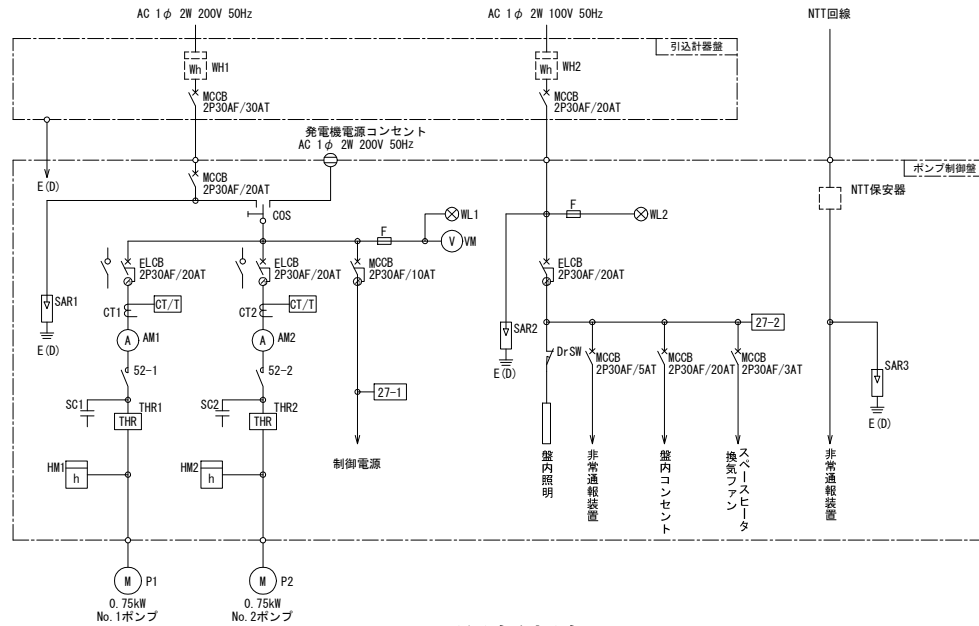 AC 1φ 2W 200V 50Hz
AC 1φ 2W 100V 50Hz
NTT回線
引込計器盤
Wh
WH1
Wh
WH2
MCCB
2P30AF/30AT
MCCB
2P30AF/20AT
発電機電源コンセント
AC 1φ 2W 200V 50Hz
E(D)
ポンプ制御盤
MCCB
2P30AF/20AT
NTT保安器
COS
F
WL1
V
VM
F
WL2
ELCB
2P30AF/20AT
ELCB
2P30AF/20AT
MCCB
2P30AF/10AT
ELCB
2P30AF/20AT
SAR1
E(D)
CT1
CT/T
CT2
CT/T
A
AM1
A
AM2
SAR2
E(D)
27-2
DrSW
MCCB
2P30AF/5AT
MCCB
2P30AF/20AT
MCCB
2P30AF/3AT
SAR3
E(D)
52-1
52-2
27-1
SC1
THR1
THR
SC2
THR2
THR
HM1
h
HM2
h
制御電源
盤内照明
非常通報装置
盤内コンセント
スペースヒータ
換気ファン
非常通報装置
M
P1
0.75kW
No.1ポンプ
M
P2
0.75kW
No.2ポンプ